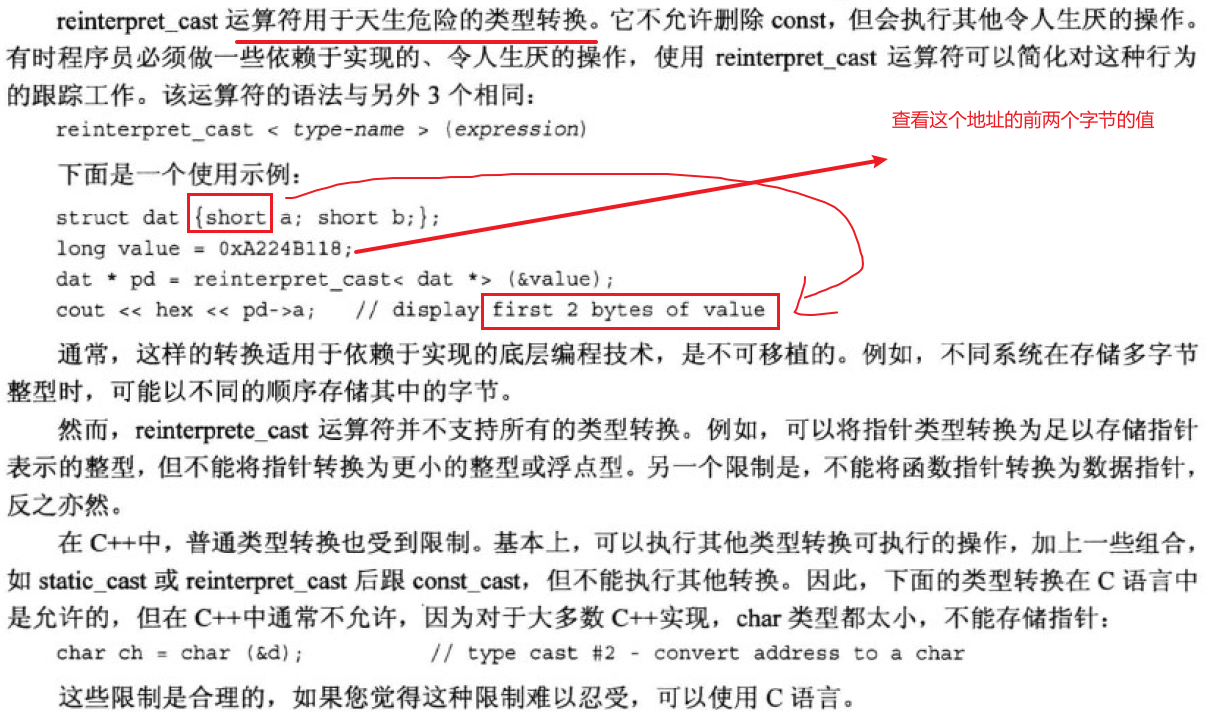 reinterpret_cast 运算符用于天生危险的类型转换。它不允许删除 const，但会执行其他令人生厌的操作。
有时程序员必须做一些依赖于实现的、令人生厌的操作，使用 reinterpret_cast 运算符可以简化对这种行为
的跟踪工作。该运算符的语法与另外 3 个相同：
reinterpret_cast < type-name > (expression)
查看这个地址的前两个字节的值
下面是一个使用示例：
struct dat {short a; short b;};
long value = 0xA224B118;
dat * pd = reinterpret_cast< dat *> (&value);
cout << hex << pd->a;   // display first 2 bytes of value
通常，这样的转换适用于依赖于实现的底层编程技术，是不可移植的。例如，不同系统在存储多字节
整型时，可能以不同的顺序存储其中的字节。
然而，reinterprete_cast 运算符并不支持所有的类型转换。例如，可以将指针类型转换为足以存储指针
表示的整型，但不能将指针转换为更小的整型或浮点型。另一个限制是，不能将函数指针转换为数据指针，
反之亦然。
在 C++中，普通类型转换也受到限制。基本上，可以执行其他类型转换可执行的操作，加上一些组合，
如 static_cast 或 reinterpret_cast 后跟 const_cast，但不能执行其他转换。因此，下面的类型转换在 C 语言中
是允许的，但在 C++中通常不允许，因为对于大多数 C++实现，char 类型都太小，不能存储指针：
char ch = char (&d);          // type cast #2 - convert address to a char
这些限制是合理的，如果您觉得这种限制难以忍受，可以使用 C 语言。